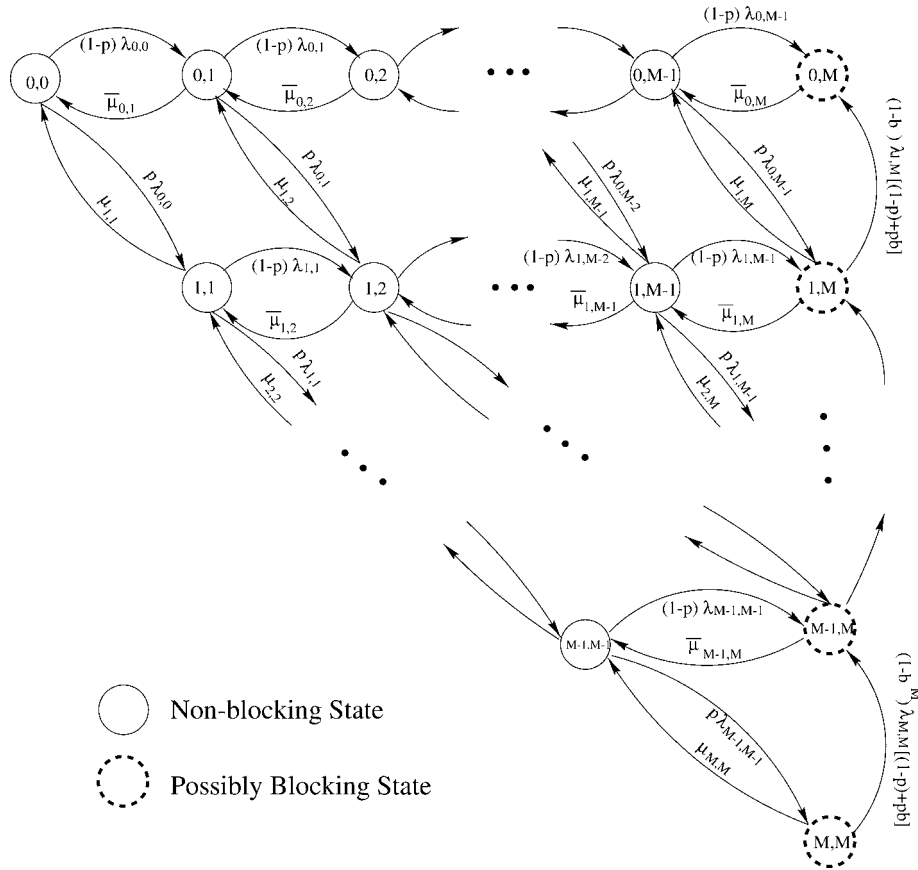 (1-p) λ0,0
(1-p) λ0,1
(1-p) λ0,M-1
0,0
0,1
0,2
0,M-1
0,M
μ̅0,1
μ̅0,2
μ̅0,M
pλ0,0
μ1,1
pλ0,1
μ1,2
pλ0,M-2
μ1,M-1
pλ0,M-1
μ1,M
(1-b ) λ1,M [(1-p)+pb]
(1-p) λ1,1
(1-p) λ1,M-2
(1-p) λ1,M-1
1,1
1,2
1,M-1
1,M
μ̅1,2
μ̅1,M-1
μ̅1,M
pλ1,1
μ2,2
pλ1,M-1
μ2,M
(1-p) λM-1,M-1
M-1,M-1
M-1,M
μ̅M-1,M
pλM-1,M-1
μM,M
(1-b^M) λM,M [(1-p)+pb]
M,M
Non-blocking State
Possibly Blocking State